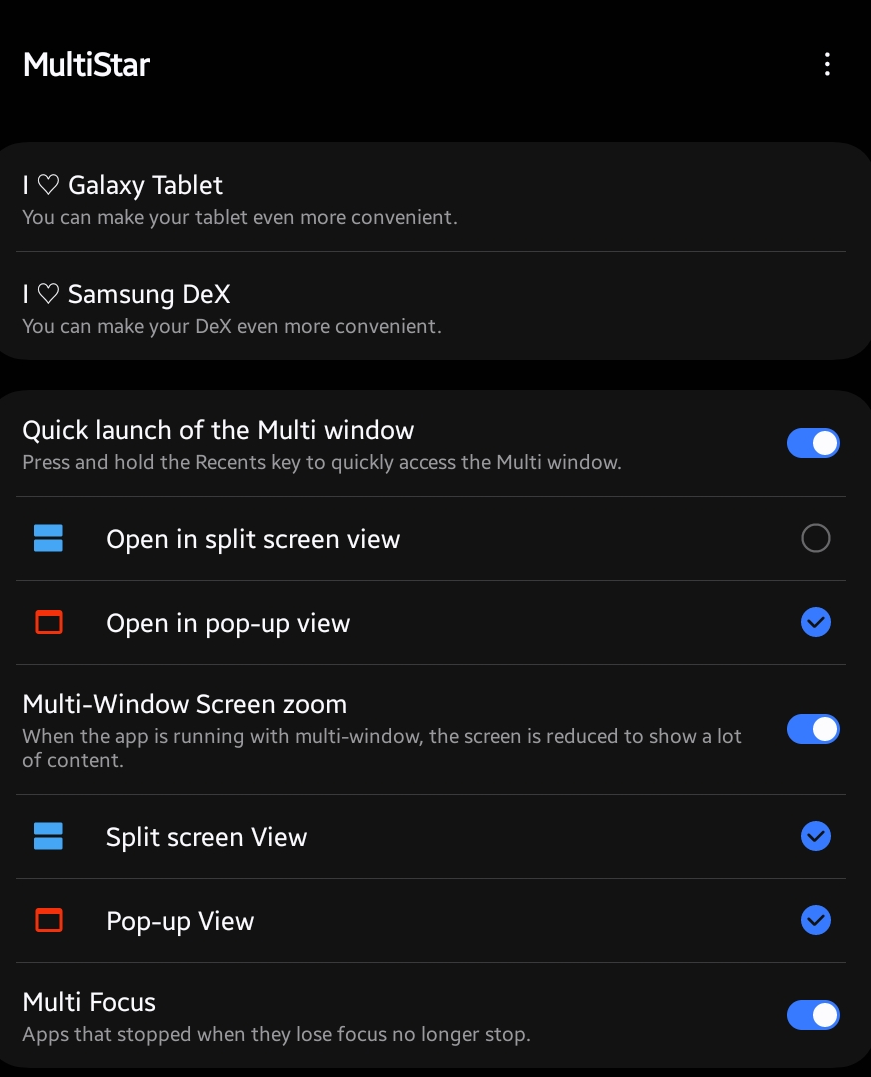 MultiStar
I ♡ Galaxy Tablet
You can make your tablet even more convenient.
I ♡ Samsung DeX
You can make your DeX even more convenient.
Quick launch of the Multi window
Press and hold the Recents key to quickly access the Multi window.
Open in split screen view
Open in pop-up view
Multi-Window Screen zoom
When the app is running with multi-window, the screen is reduced to show a lot
of content.
Split screen View
Pop-up View
Multi Focus
Apps that stopped when they lose focus no longer stop.